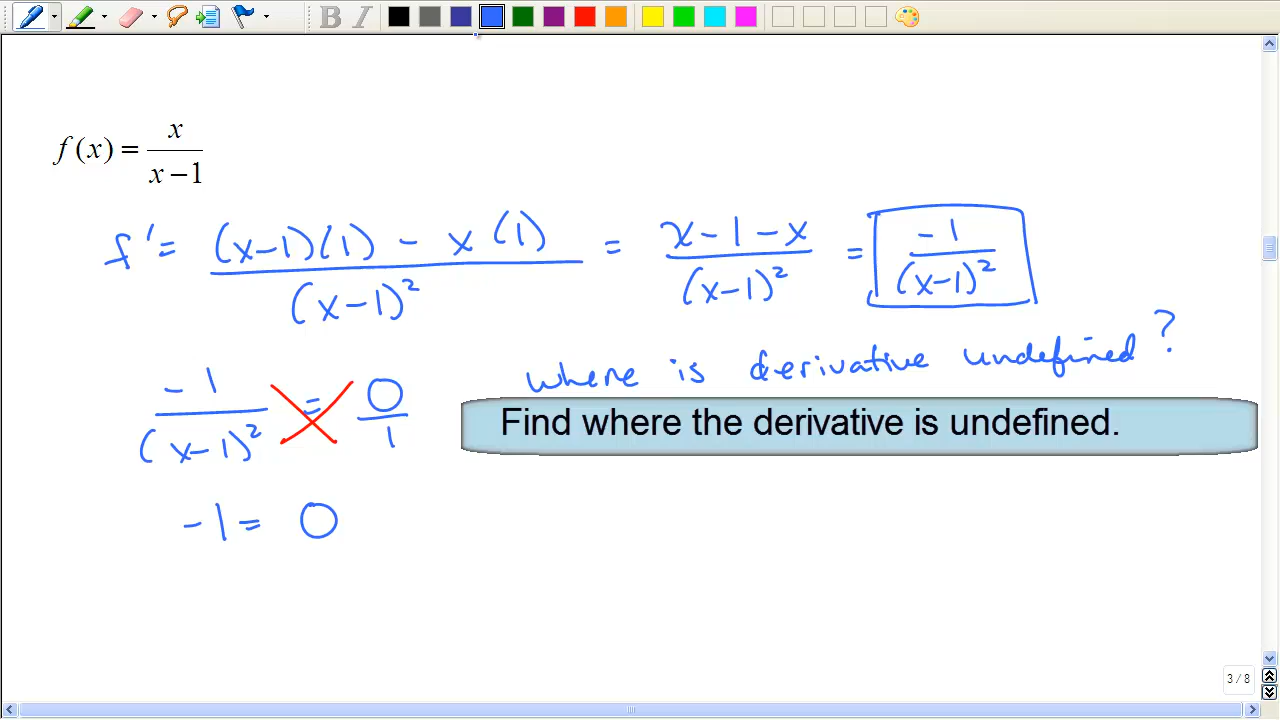 B I
f(x) = x/(x−1)
f' = ((x-1)(1) - x(1))/(x-1)² = (x-1-x)/(x-1)² = -1/(x-1)²
where is derivative undefined?
-1/(x-1)² = 0/1
Find where the derivative is undefined.
-1 = 0
3 / 8